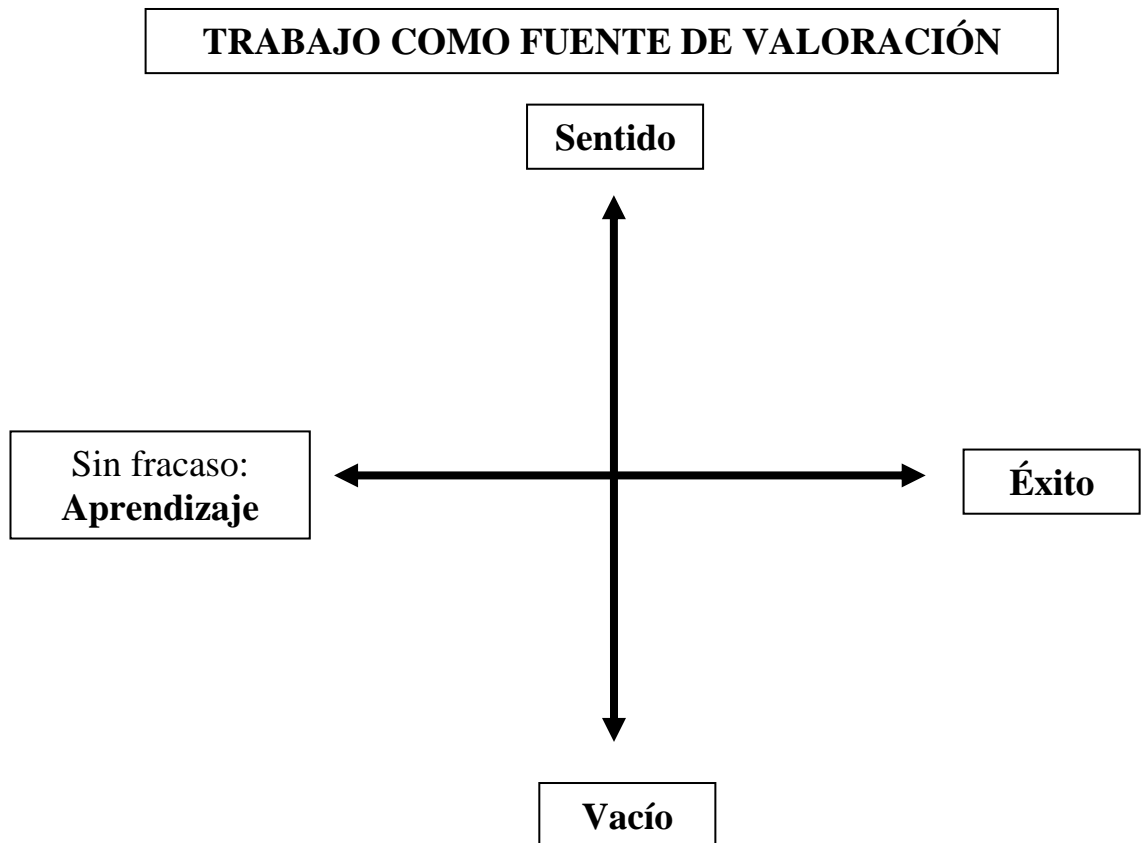 TRABAJO COMO FUENTE DE VALORACIÓN
Sentido
Sin fracaso:
Aprendizaje
Éxito
Vacío